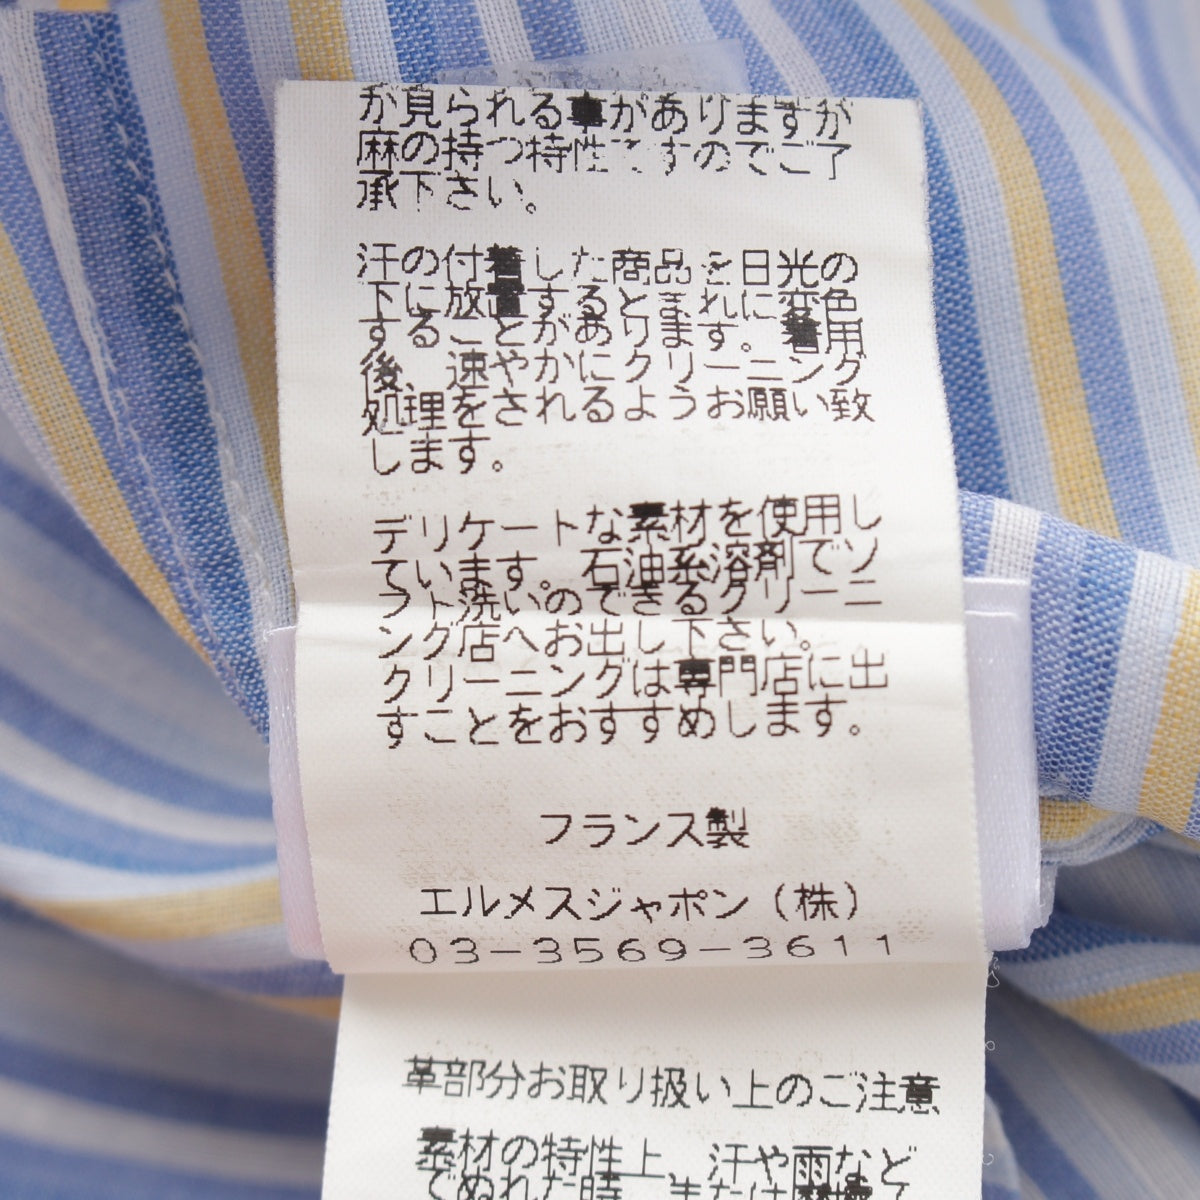 が見られる事がありますが
麻の持つ特性ですのでご了
承下さい。
汗の付着した商品を日光の
下に放置するとまれに変色
することがあります。着用
後、速やかにクリーニング
処理をされるようお願い致
します。
デリケートな素材を使用し
ています。石油系溶剤でソ
フト洗いのできるクリーニ
ング店へお出し下さい。
クリーニングは専門店に出
すことをおすすめします。
フランス製
エルメスジャポン(株)
03-3569-3611
革部分お取り扱い上のご注意
素材の特性上、汗や雨など
でぬれた時、または摩擦